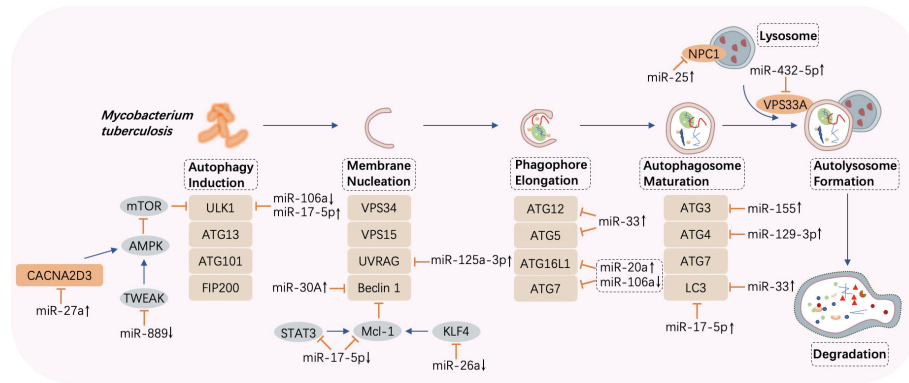 Lysosome
NPC1
miR-25↑
miR-432-5p↑
VPS33A
Mycobacterium
tuberculosis
Autophagy
Induction
Membrane
Nucleation
Phagophore
Elongation
Autophagosome
Maturation
Autolysosome
Formation
mTOR
ULK1
ATG13
ATG101
FIP200
miR-106a↓
miR-17-5p↑
AMPK
CACNA2D3
miR-27a↑
TWEAK
miR-889↓
VPS34
VPS15
UVRAG
Beclin 1
miR-125a-3p↑
miR-30A↑
STAT3
Mcl-1
KLF4
miR-17-5p↓
miR-26a↓
ATG12
ATG5
ATG16L1
ATG7
miR-33↑
miR-20a↑
miR-106a↓
ATG3
ATG4
ATG7
LC3
miR-155↑
miR-129-3p↑
miR-33↑
miR-17-5p↑
Degradation